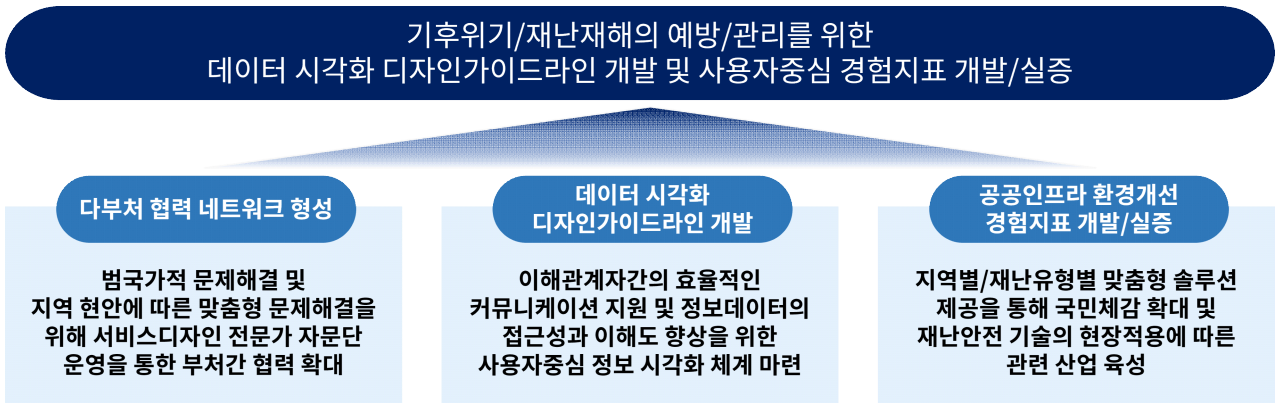 기후위기/재난재해의 예방/관리를 위한
데이터 시각화 디자인가이드라인 개발 및 사용자중심 경험지표 개발/실증
다부처 협력 네트워크 형성
범국가적 문제해결 및
지역 현안에 따른 맞춤형 문제해결을
위해 서비스디자인 전문가 자문단
운영을 통한 부처간 협력 확대
데이터 시각화
디자인가이드라인 개발
이해관계자간의 효율적인
커뮤니케이션 지원 및 정보데이터의
접근성과 이해도 향상을 위한
사용자중심 정보 시각화 체계 마련
공공인프라 환경개선
경험지표 개발/실증
지역별/재난유형별 맞춤형 솔루션
제공을 통해 국민체감 확대 및
재난안전 기술의 현장적용에 따른
관련 산업 육성